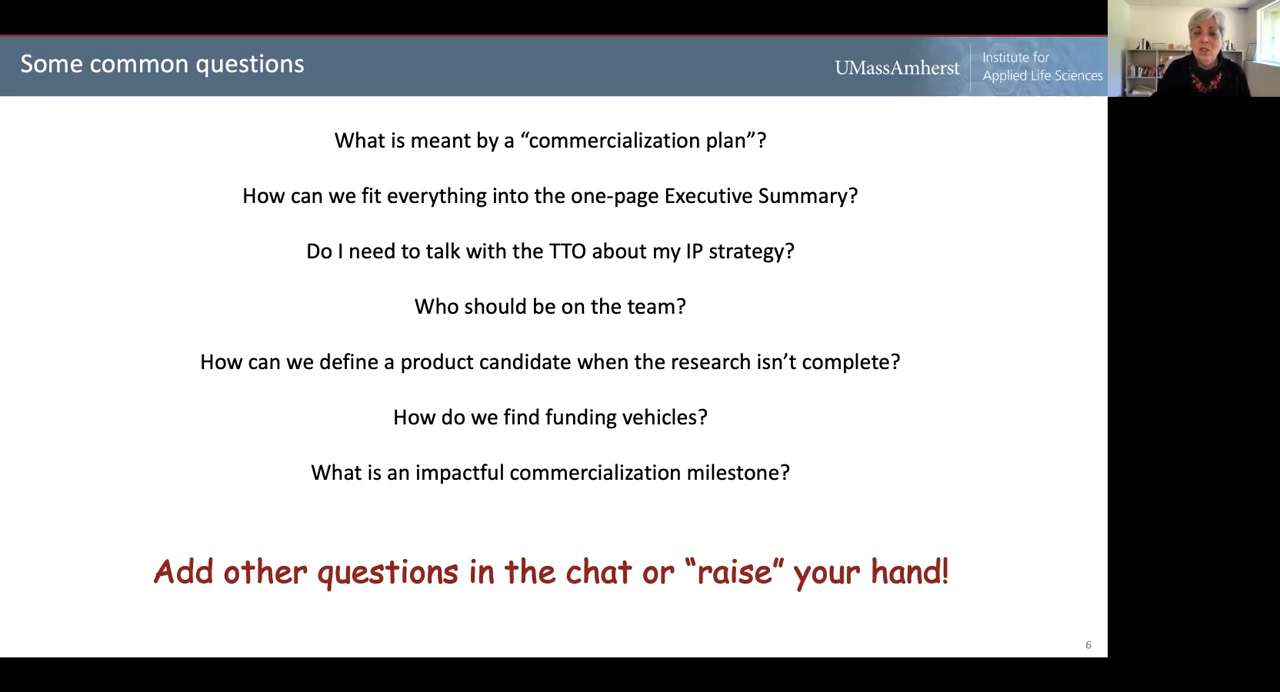 Some common questions
UMassAmherst
Institute for
Applied Life Sciences
What is meant by a “commercialization plan”?
How can we fit everything into the one-page Executive Summary?
Do I need to talk with the TTO about my IP strategy?
Who should be on the team?
How can we define a product candidate when the research isn’t complete?
How do we find funding vehicles?
What is an impactful commercialization milestone?
Add other questions in the chat or “raise” your hand!
6